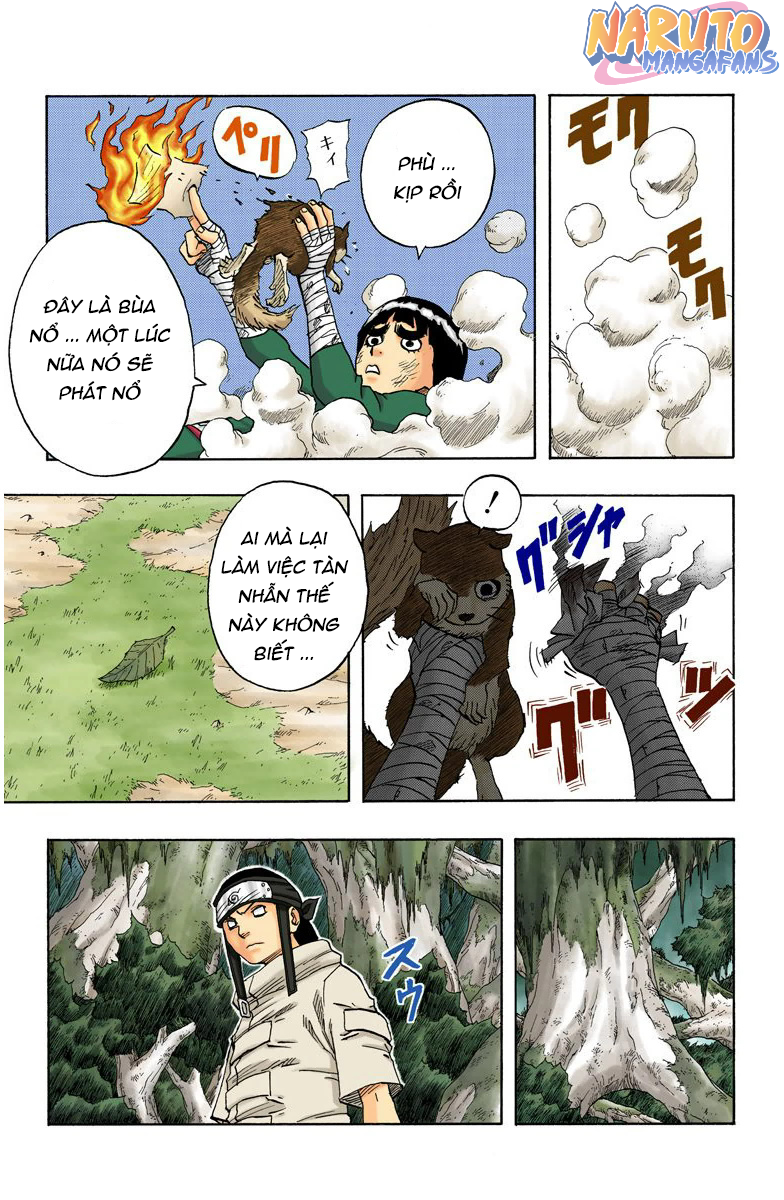 NARUTO
MANGAFANS
モク
モク
PHÙ ...
KỊP RỒI
キィ
ペリ
ĐÂY LÀ BÙA
NỔ ... MỘT LÚC
NỮA NÓ SẼ
PHÁT NỔ
!
グシャ
グッ
AI MÀ LẠI
LÀM VIỆC TÀN
NHẪN THẾ
NÀY KHÔNG
BIẾT ...
スウ